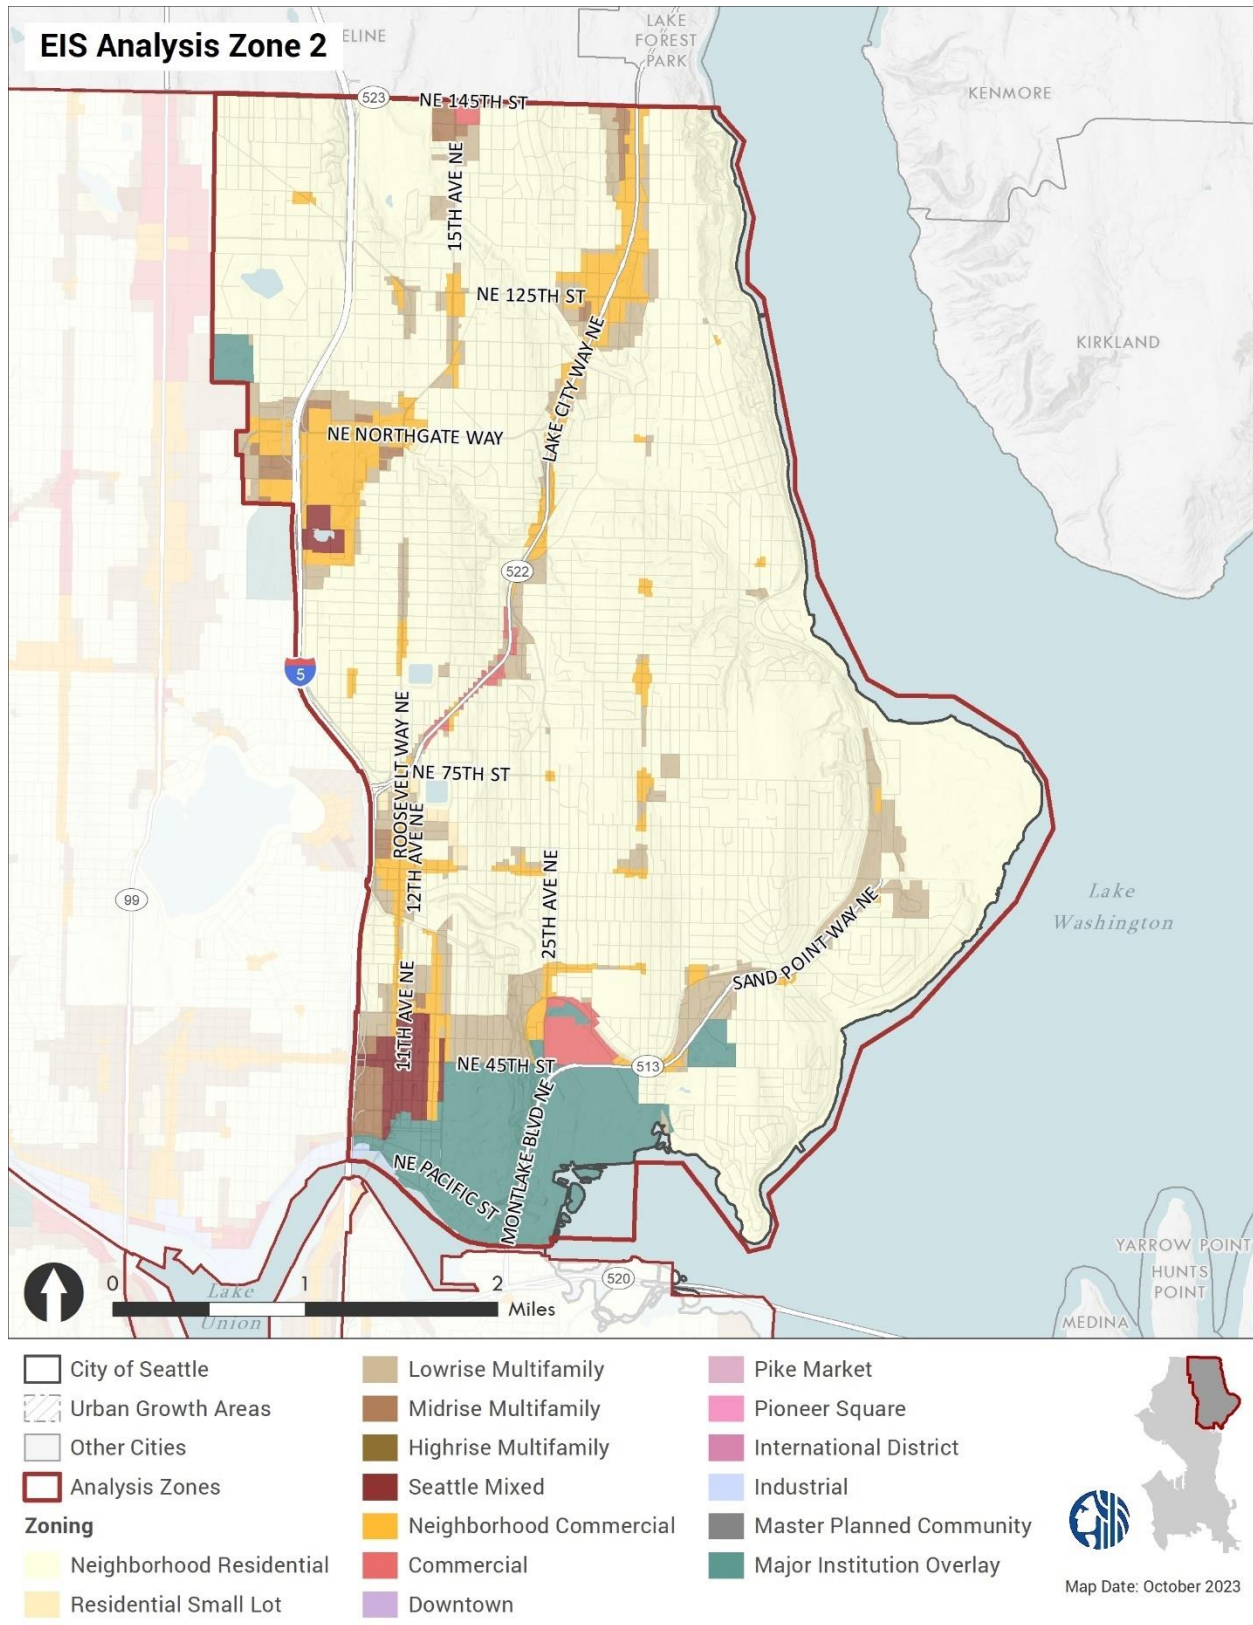 EIS Analysis Zone 2
ELINE
LAKE
FOREST
PARK
KENMORE
523
NE 145TH ST
15TH AVE NE
NE 125TH ST
KIRKLAND
LAKE CITY WAY NE
NE NORTHGATE WAY
522
5
ROOSEVELT WAY NE
NE 75TH ST
12TH AVE NE
25TH AVE NE
99
Lake
Washington
SAND POINT WAY NE
11TH AVE NE
NE 45TH ST
513
MONTLAKE BLVD NE
NE PACIFIC ST
YARROW POINT
HUNTS
POINT
MEDINA
520
Lake
Union
0 1 2
Miles
City of Seattle
Urban Growth Areas
Other Cities
Analysis Zones
Zoning
Neighborhood Residential
Residential Small Lot
Lowrise Multifamily
Midrise Multifamily
Highrise Multifamily
Seattle Mixed
Neighborhood Commercial
Commercial
Downtown
Pike Market
Pioneer Square
International District
Industrial
Master Planned Community
Major Institution Overlay
Map Date: October 2023